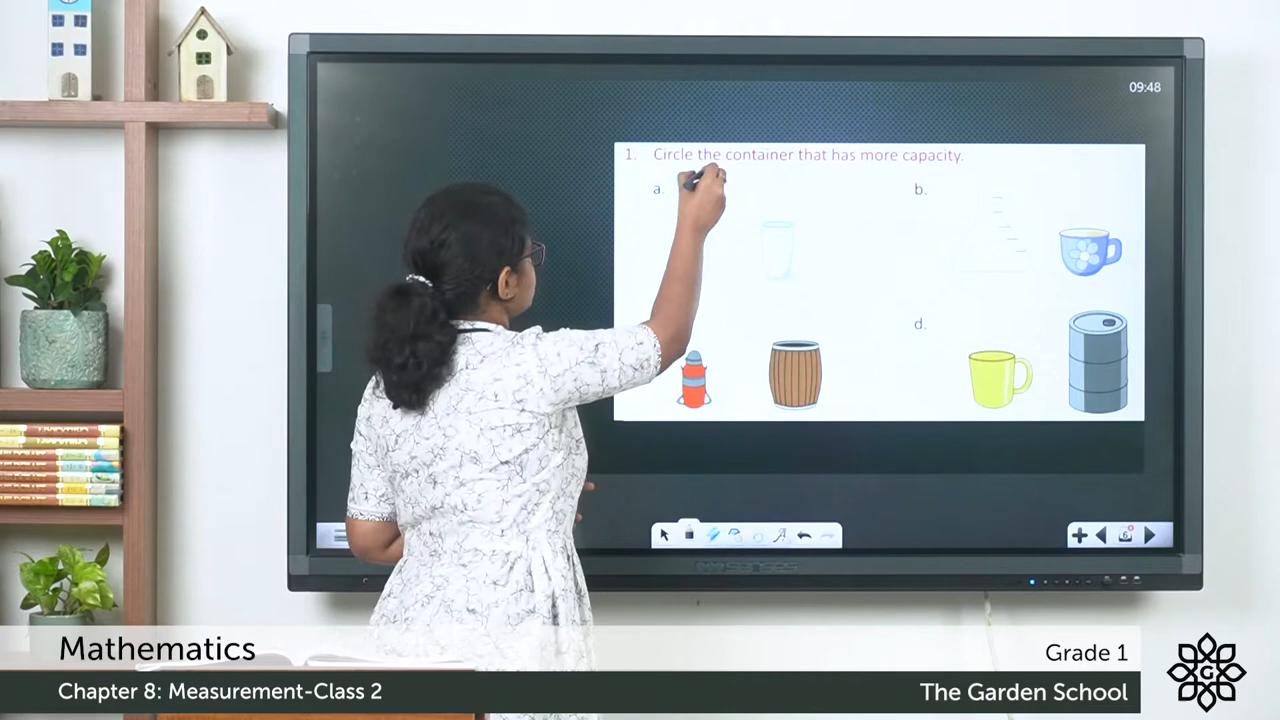 09:48
1. Circle the container that has more capacity.
a.
b.
d.
Mathematics
Grade 1
Chapter 8: Measurement-Class 2
The Garden School
G